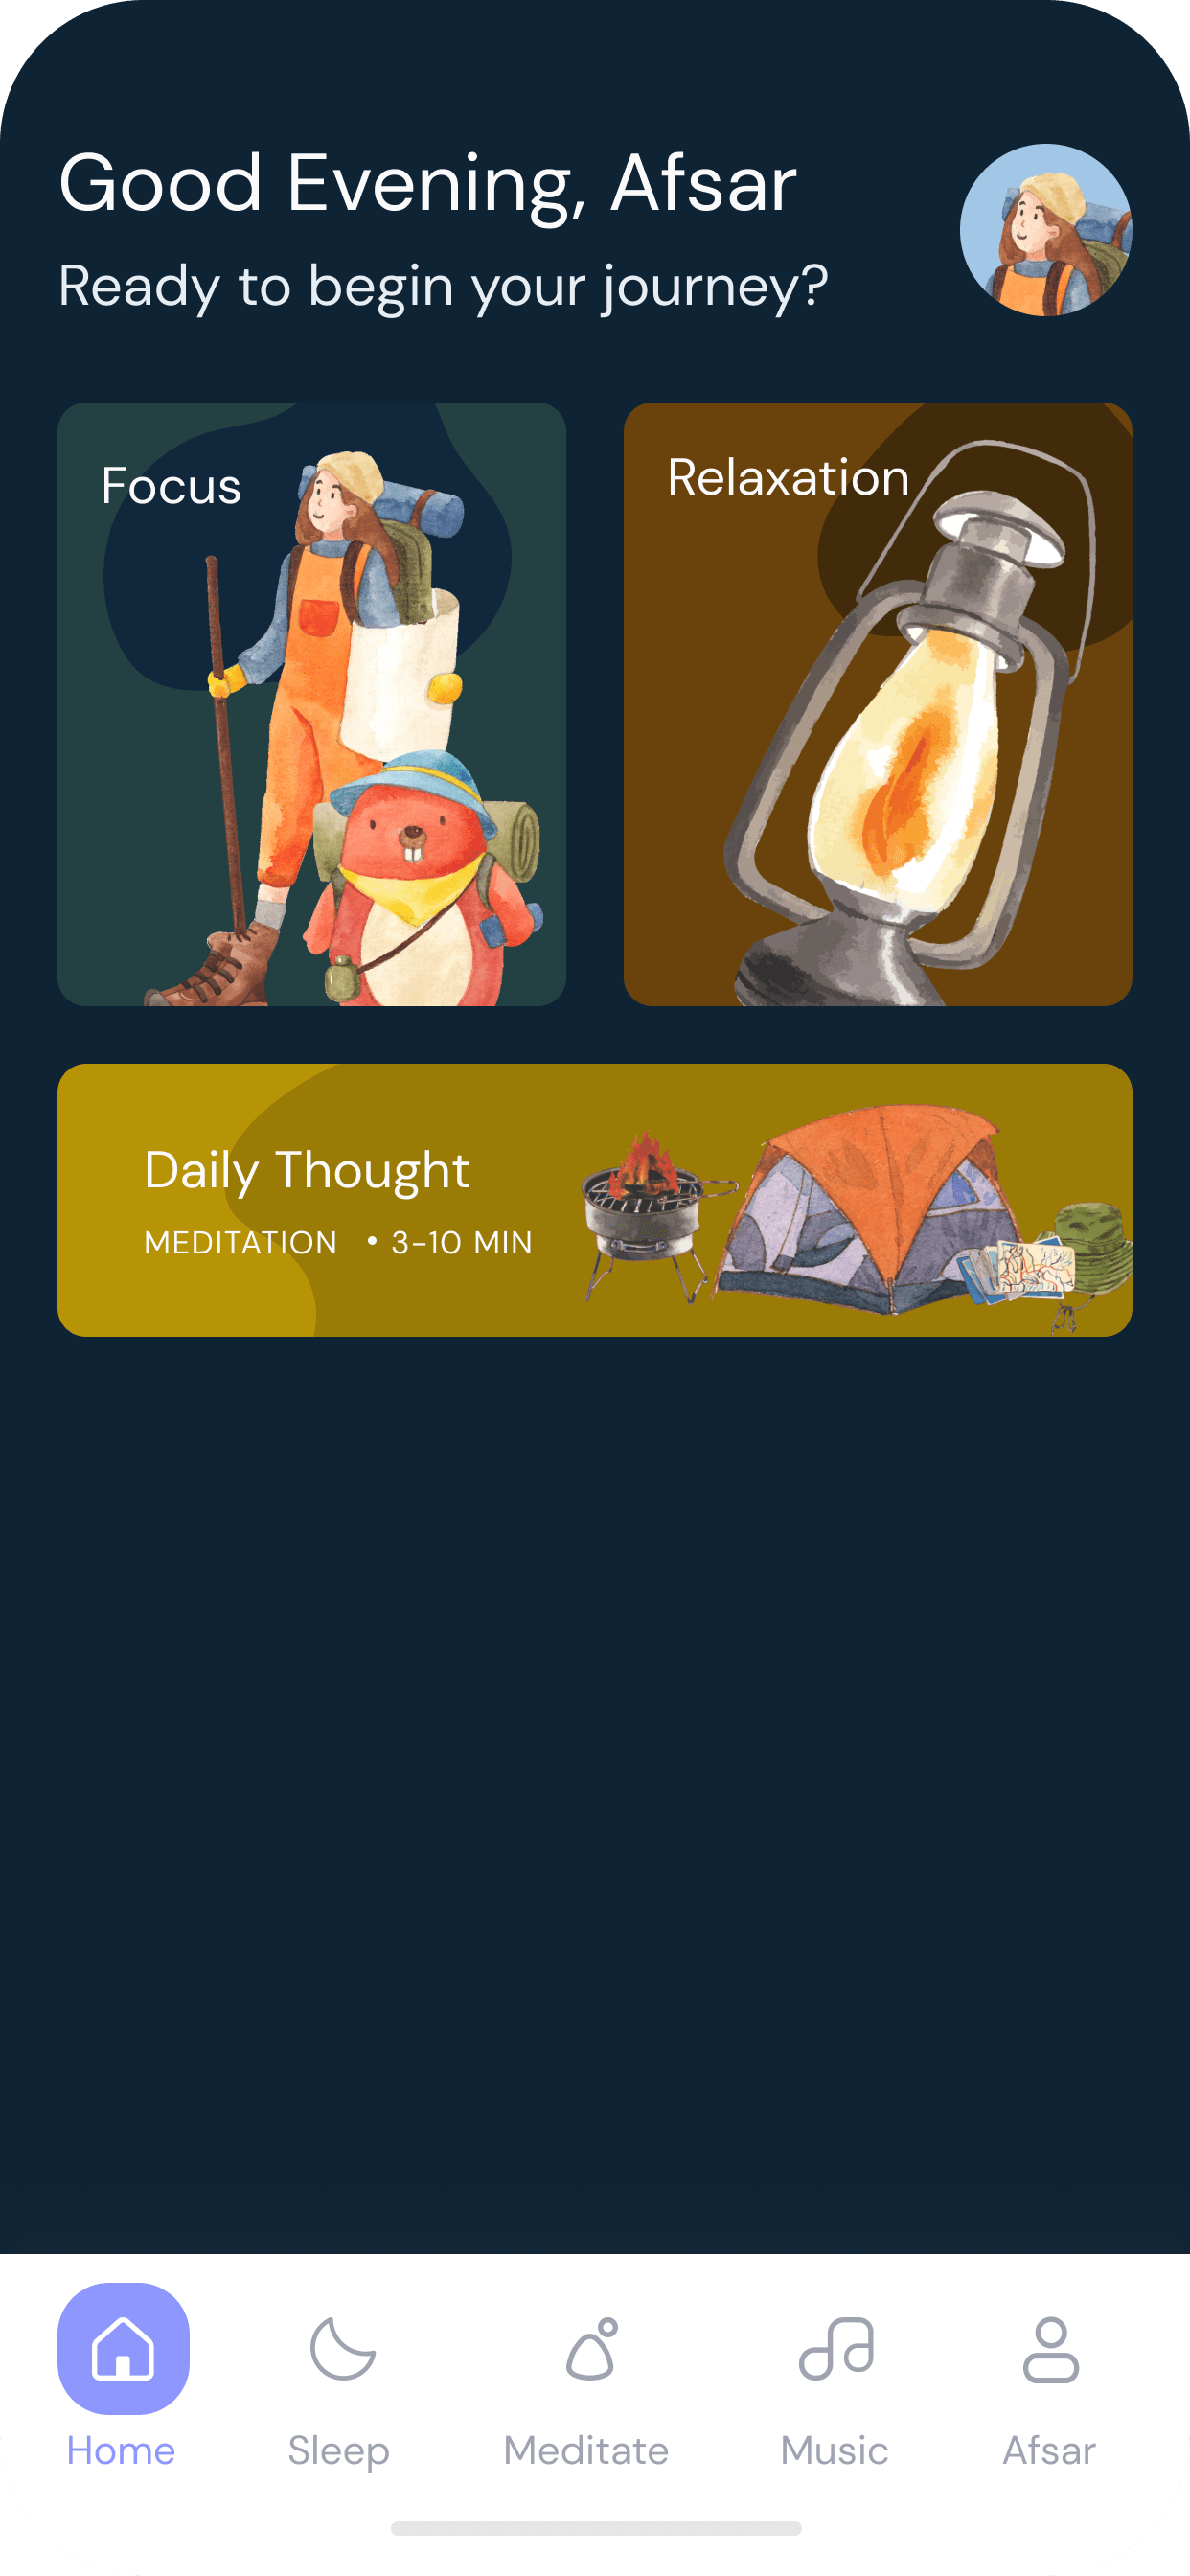 Good Evening, Afsar
Ready to begin your journey?
Focus
Relaxation
Daily Thought
MEDITATION • 3-10 MIN
Home
Sleep
Meditate
Music
Afsar